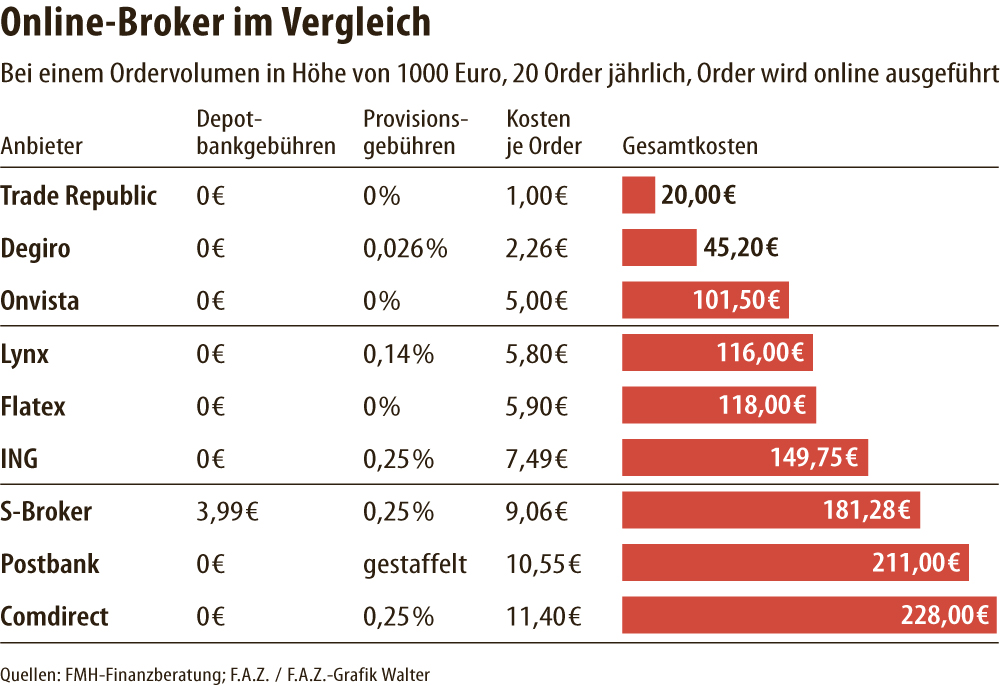 Online-Broker im Vergleich
Bei einem Ordervolumen in Höhe von 1000 Euro, 20 Order jährlich, Order wird online ausgeführt
Anbieter Depot-bankgebühren Provisions-gebühren Kosten je Order Gesamtkosten
Trade Republic 0€ 0% 1,00€ 20,00€
Degiro 0€ 0,026% 2,26€ 45,20€
Onvista 0€ 0% 5,00€ 101,50€
Lynx 0€ 0,14% 5,80€ 116,00€
Flatex 0€ 0% 5,90€ 118,00€
ING 0€ 0,25% 7,49€ 149,75€
S-Broker 3,99€ 0,25% 9,06€ 181,28€
Postbank 0€ gestaffelt 10,55€ 211,00€
Comdirect 0€ 0,25% 11,40€ 228,00€
Quellen: FMH-Finanzberatung; F.A.Z. / F.A.Z.-Grafik Walter